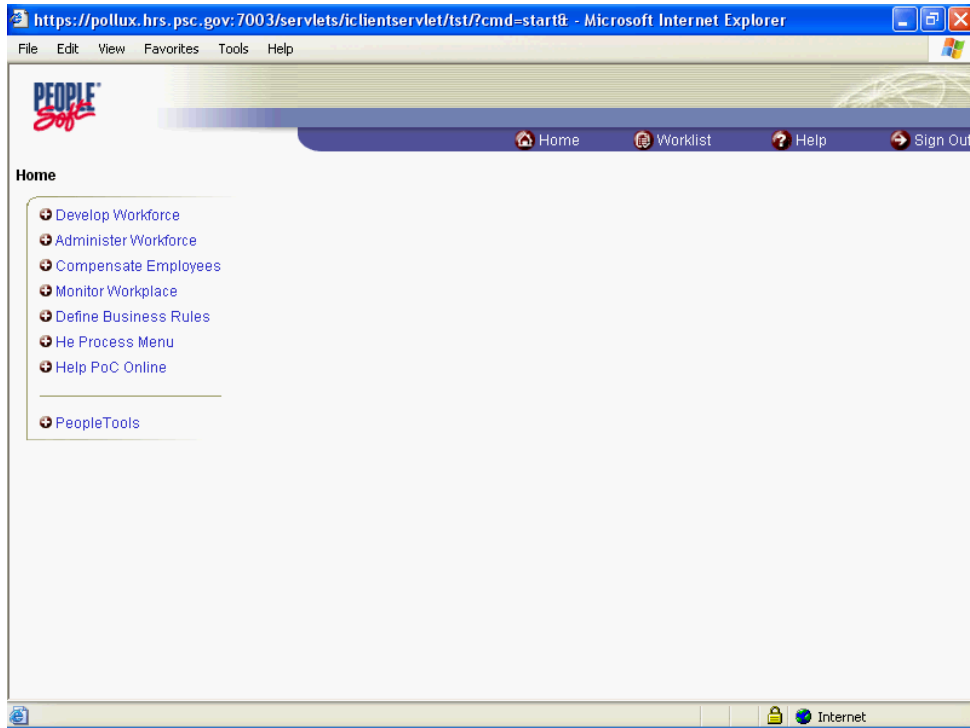 https://pollux.hrs.psc.gov:7003/servlets/iclientservlet/tst/?cmd=start& - Microsoft Internet Explorer
File Edit View Favorites Tools Help
PEOPLE
Soft
Home Worklist Help Sign Out
Home
Develop Workforce
Administer Workforce
Compensate Employees
Monitor Workplace
Define Business Rules
He Process Menu
Help PoC Online
PeopleTools
Internet